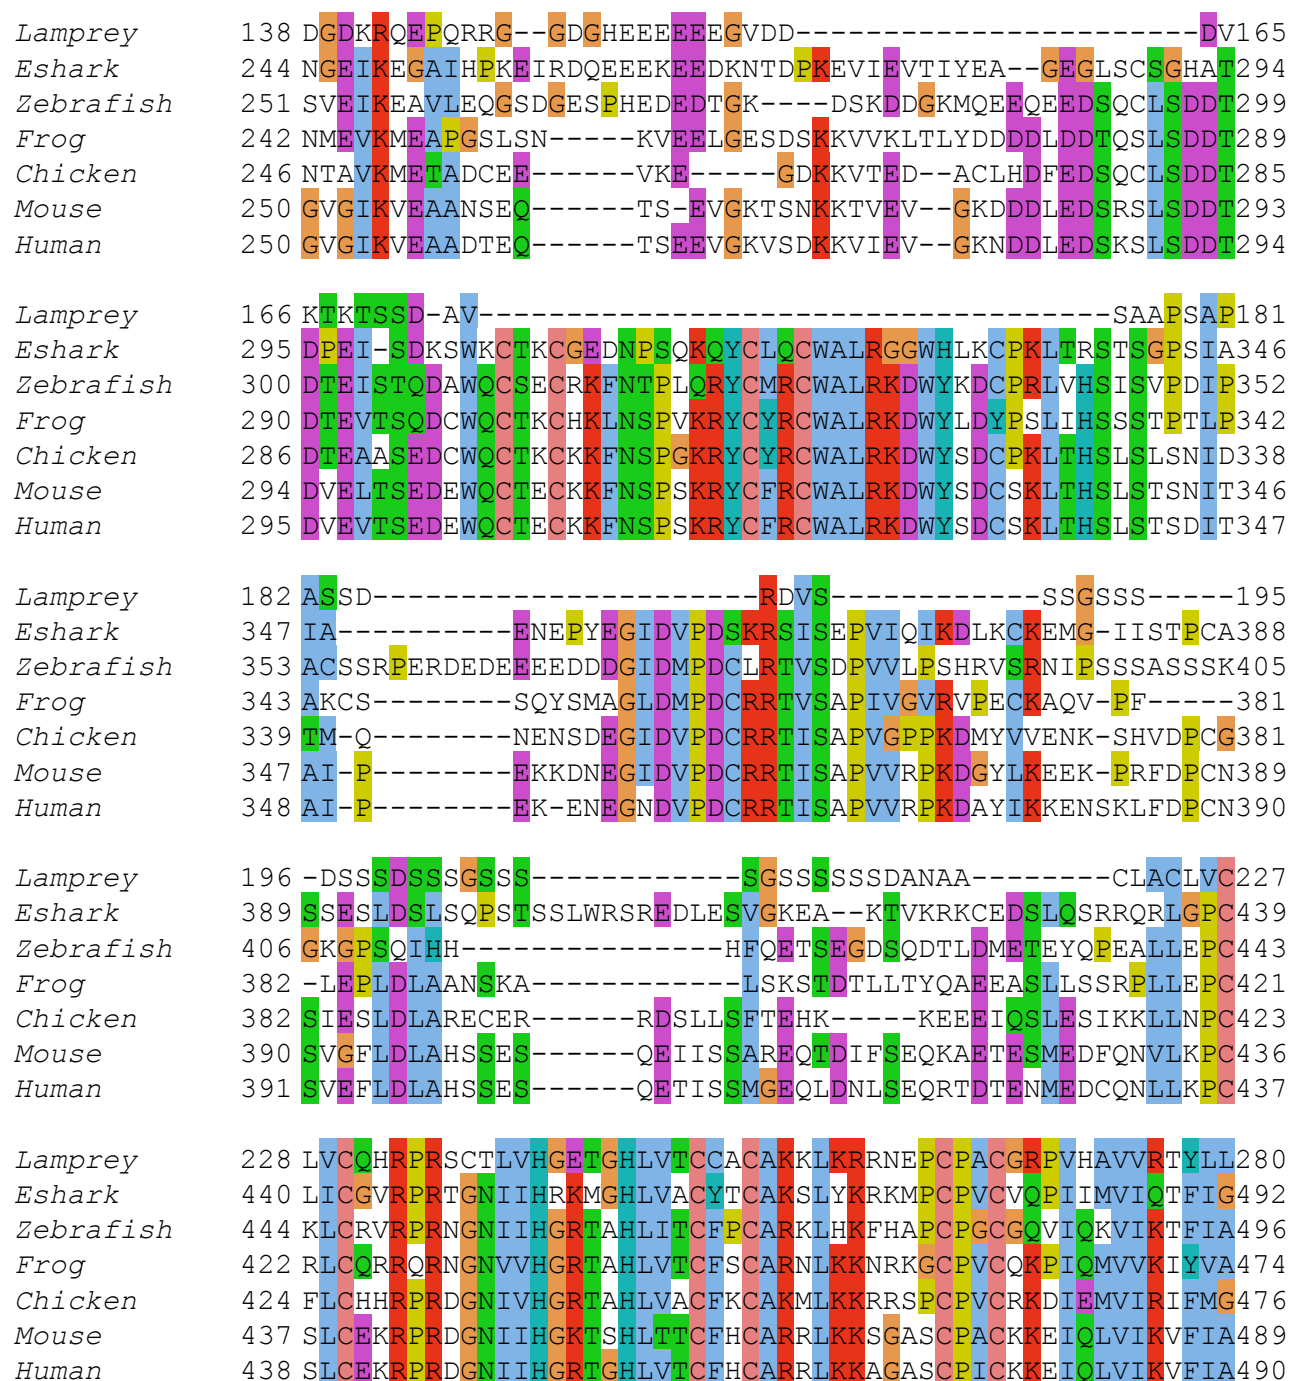 Lamprey 138 DGDKRQEPQRRG--GDGHEEEEEEGVDD-----------------------DV165
Eshark 244 NGEIKEGAIHPKEIRDQEEEKEEDKNTDPKEVIEVTIYEA--GEGLSCSGHAT294
Zebrafish 251 SVEIKEAVLEQGSDGESPHEDEDTGK----DSKDDGKMQEEQEEDSQCLSDDT299
Frog 242 NMEVKMEAPGSLSN-----KVEELGESDSKKVVKLTLYDDDDLDDTQSLSDDT289
Chicken 246 NTAVKMETADCEE------VKE-----GDKKVTED--ACLHDFEDSQCLSDDT285
Mouse 250 GVGIKVEAANSEQ------TS-EVGKTSNKKTVEV--GKDDDLEDSRSLSDDT293
Human 250 GVGIKVEAADTEQ------TSEEVGKVSDKKVIEV--GKNDDLEDSKSLSDDT294
Lamprey 166 KTKTSSD-AV------------------------------------SAAPSAP181
Eshark 295 DPEI-SDKSWKCTKCGEDNPSQKQYCLQCWALRGGWHLKCPKLTRSTSGPSIA346
Zebrafish 300 DTEISTQDAWQCSECRKFNTPLQRYCMRCWALRKDWYKDCPRLVHSISVPDIP352
Frog 290 DTEVTSQDCWQCTKCHKLNSPVKRYCYRCWALRKDWYLDYPSLIHSSSTPTLP342
Chicken 286 DTEAASEDCWQCTKCKKFNSPGKRYCYRCWALRKDWYSDCPKLTHSLSLSNID338
Mouse 294 DVELTSEDEWQCTECKKFNSPSKRYCFRCWALRKDWYSDCSKLTHSLSTSNIT346
Human 295 DVEVTSEDEWQCTECKKFNSPSKRYCFRCWALRKDWYSDCSKLTHSLSTSDIT347
Lamprey 182 ASSD----------------------RDVS------------SSGSSS-----195
Eshark 347 IA----------ENEPYEGIDVPDSKRSISEPVIQIKDLKCKEMG-IISTPCA388
Zebrafish 353 ACSSRPERDEDEEEEDDDGIDMPDCLRTVSDPVVLPSHRVSRNIPSSSASSSK405
Frog 343 AKCS--------SQYSMAGLDMPDCRRTVSAPIVGVRVPECKAQV-PF-----381
Chicken 339 TM-Q--------NENSDEGIDVPDCRRTISAPVGPPKDMYVVENK-SHVDPCG381
Mouse 347 AI-P--------EKKDNEGIDVPDCRRTISAPVVRPKDGYLKEEK-PRFDPCN389
Human 348 AI-P--------EK-ENEGNDVPDCRRTISAPVVRPKDAYIKKENSKLFDPCN390
Lamprey 196 -DSSSDSSSGSSS------------SGSSSSSSDANAA--------CLACLVC227
Eshark 389 SSESLDSLSQPSTSSLWRSREDLESVGKEA--KTVKRKCEDSLQSRRQRLGPC439
Zebrafish 406 GKGPSQIHH---------------HFQETSEGDSQDTLDMETEYQPEALLEPC443
Frog 382 -LEPLDLAANSKA------------LSKSTDTLLTYQAEEASLLSSRPLLEPC421
Chicken 382 SIESLDLARECER------RDSLLSFTEHK-----KEEEIQSLESIKKLLNPC423
Mouse 390 SVGFLDLAHSSES------QEIISSAREQTDIFSEQKAETESMEDFQNVLKPC436
Human 391 SVEFLDLAHSSES------QETISSMGEQLDNLSEQRTDTENMEDCQNLLKPC437
Lamprey 228 LVCQHRPRSCTLVHGETGHLVTCCACAKKLKRRNEPCPACGRPVHAVVRTYLL280
Eshark 440 LICGVRPRTGNIIHRKMGHLVACYTCAKSLYKRKMPCPVCVQPIIMVIQTFIG492
Zebrafish 444 KLCRVRPRNGNIIHGRTAHLITCFPCARKLHKFHAPCPGCGQVIQKVIKTFIA496
Frog 422 RLCQRRQRNGNVVHGRTAHLVTCFSCARNLKKNRKGCPVCQKPIQMVVKIYVA474
Chicken 424 FLCHHRPRDGNIVHGRTAHLVACFKCAKMLKKRRSPCPVCRKDIEMVIRIFMG476
Mouse 437 SLCEKRPRDGNIIHGKTSHLTTCFHCARRLKKSGASCPACKKEIQLVIKVFIA489
Human 438 SLCEKRPRDGNIIHGRTGHLVTCFHCARRLKKAGASCPICKKEIQLVIKVFIA490